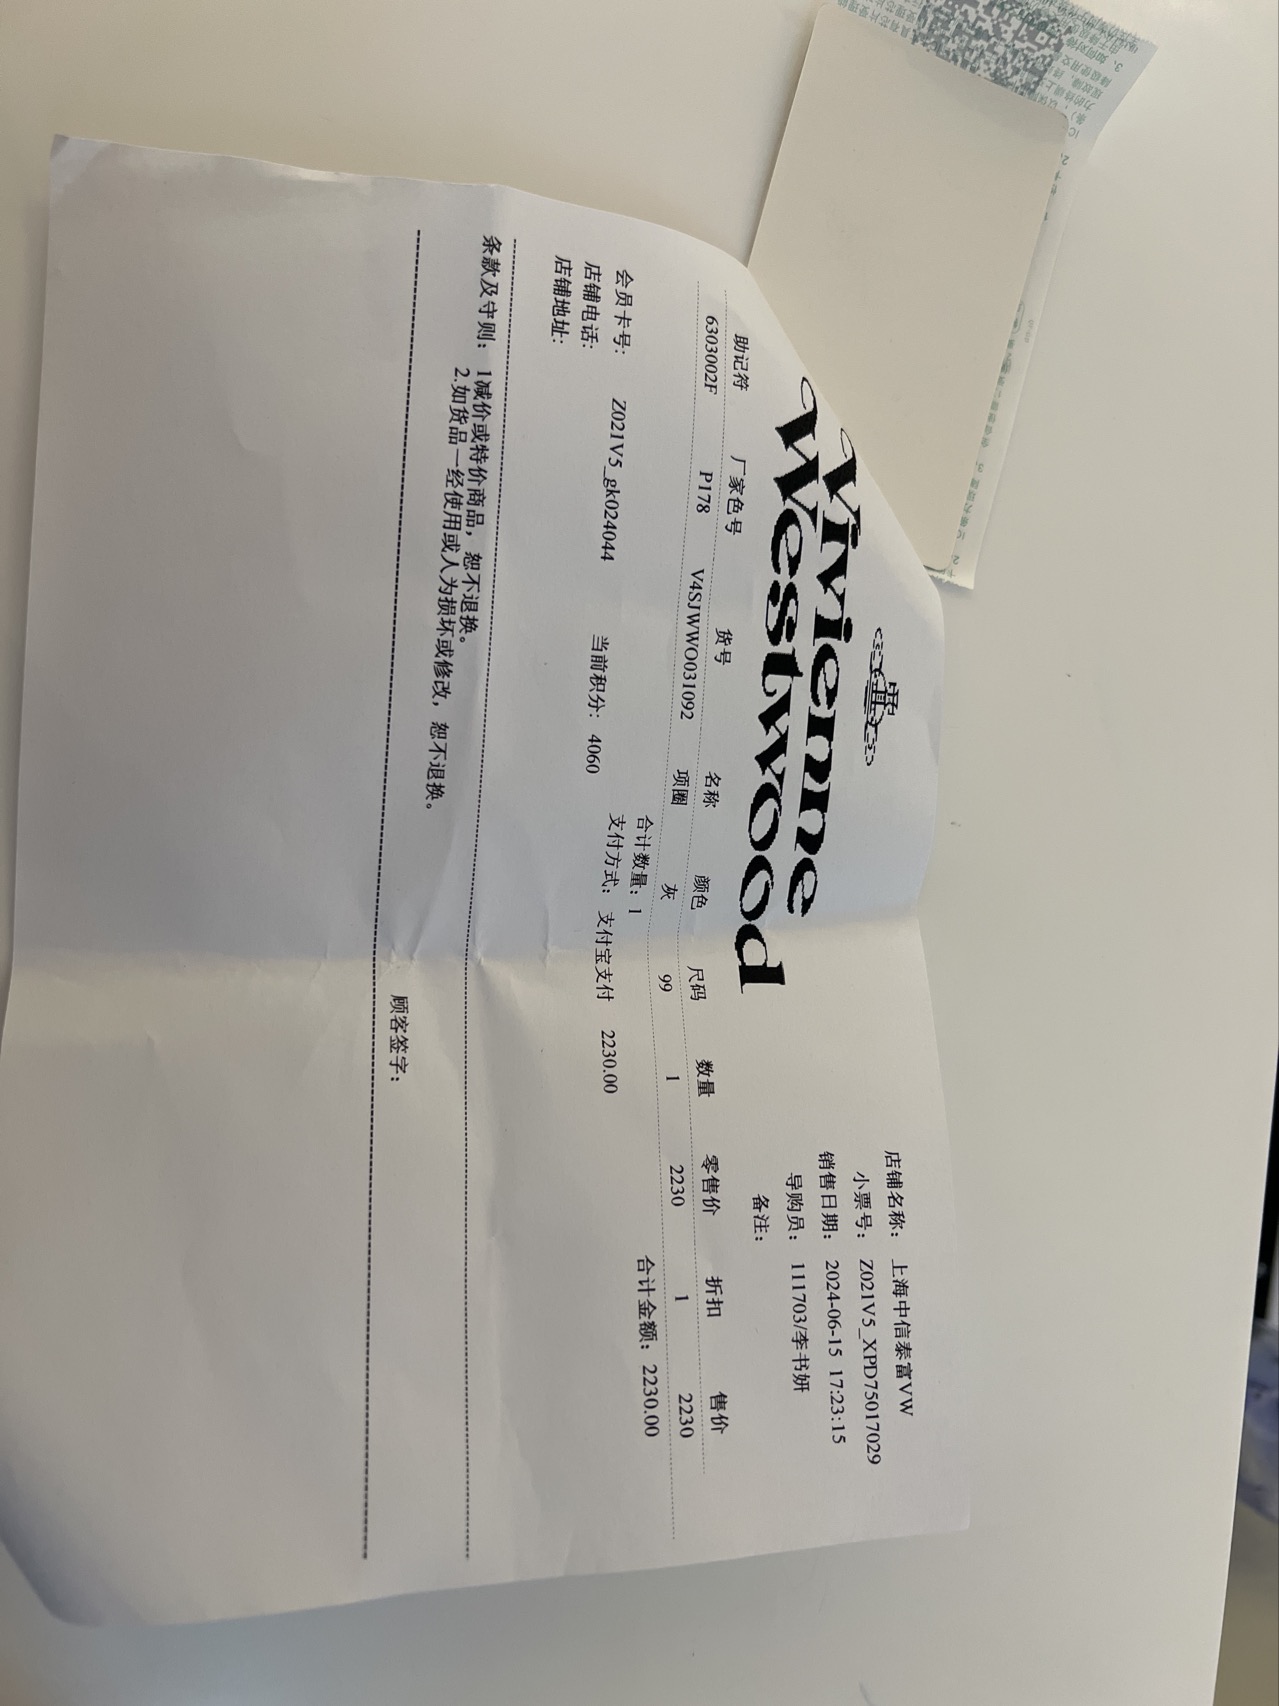 Vivienne
Westwood
店铺名称: 上海中信泰富VW
小票号: Z021V5_XPD75017029
销售日期: 2024-06-15 17:23:15
导购员: 111703/李书妍
备注:
助记符 厂家色号 货号 名称 颜色 尺码 数量 零售价 折扣 售价
6303002F P178 V4SJWWO031092 项圈 灰 99 1 2230 1 2230
合计数量: 1 合计金额: 2230.00
支付方式: 支付宝支付 2230.00
会员卡号: Z021V5_gk024044 当前积分: 4060
店铺电话:
店铺地址:
条款及守则: 1减价或特价商品, 恕不退换。
2.如货品一经使用或人为损坏或修改, 恕不退换。
顾客签字: